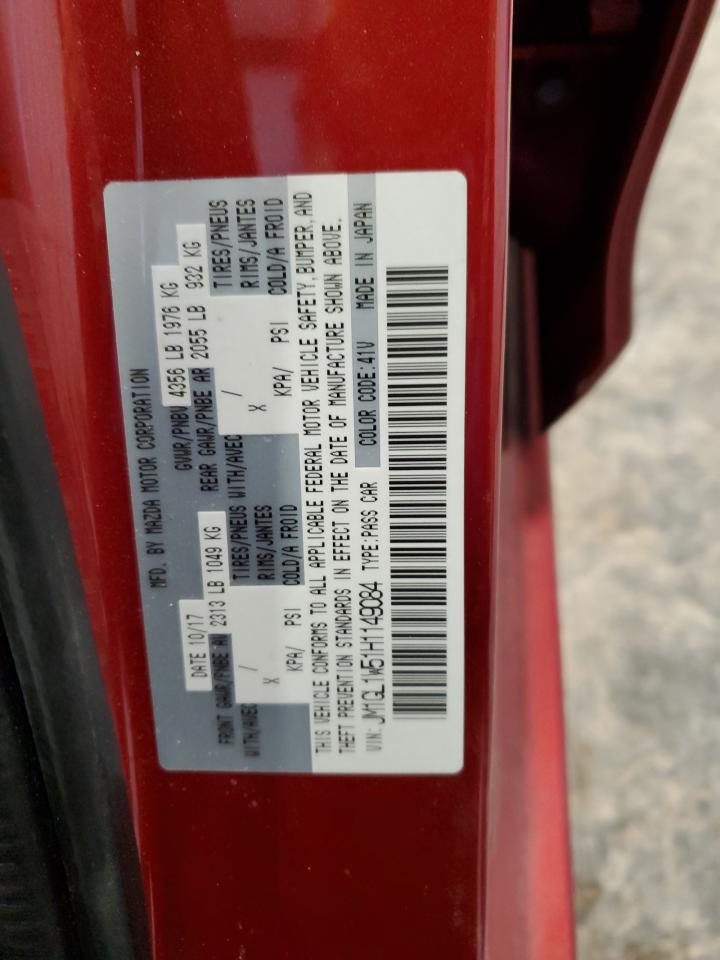 MFD. BY MAZDA MOTOR CORPORATION
DATE 10/17 GVWR/PNBV 4356 LB 1976 KG
FRONT GAWR/PNBE AV 2313 LB 1049 KG REAR GAWR/PNBE AR 2055 LB 932 KG
WITH/AVEC / TIRES/PNEUS WITH/AVEC / TIRES/PNEUS
X RIMS/JANTES X RIMS/JANTES
KPA/ PSI COLD/A FROID KPA/ PSI COLD/A FROID
THIS VEHICLE CONFORMS TO ALL APPLICABLE FEDERAL MOTOR VEHICLE SAFETY, BUMPER, AND
THEFT PREVENTION STANDARDS IN EFFECT ON THE DATE OF MANUFACTURE SHOWN ABOVE.
VIN: JM1GL1W51H1149084 TYPE:PASS CAR COLOR CODE:41V MADE IN JAPAN